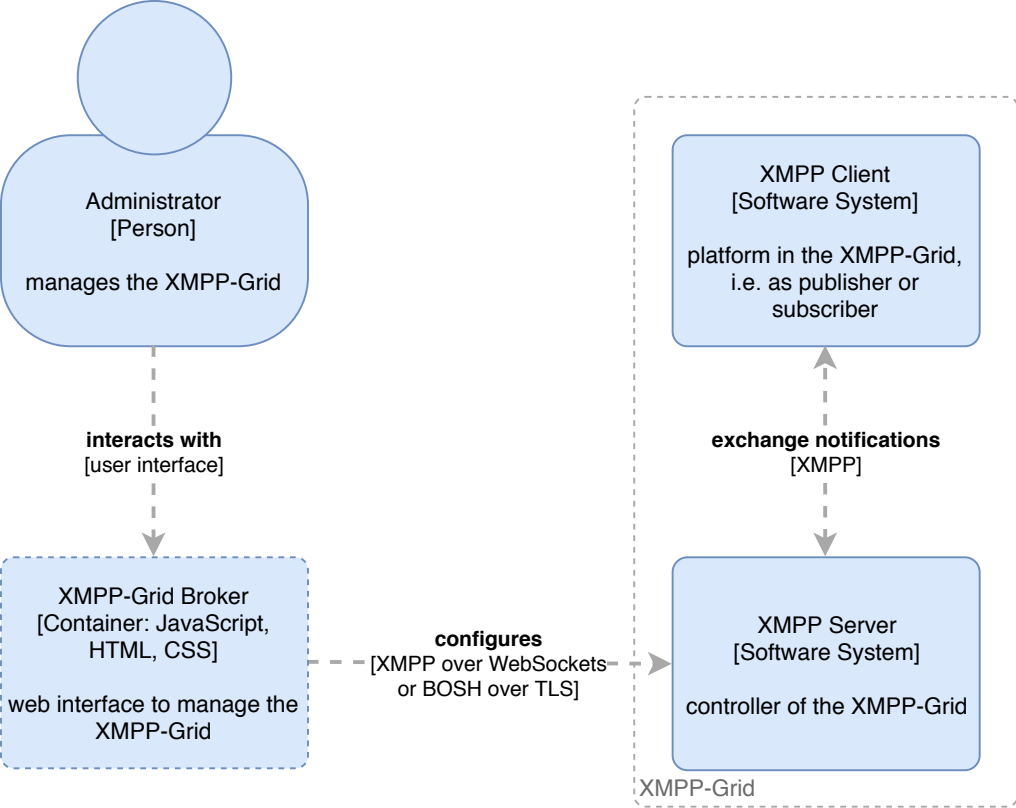 Administrator
[Person]
manages the XMPP-Grid
XMPP Client
[Software System]
platform in the XMPP-Grid,
i.e. as publisher or
subscriber
interacts with
[user interface]
exchange notifications
[XMPP]
XMPP-Grid Broker
[Container: JavaScript,
HTML, CSS]
web interface to manage the
XMPP-Grid
configures
[XMPP over WebSockets
or BOSH over TLS]
XMPP Server
[Software System]
controller of the XMPP-Grid
XMPP-Grid